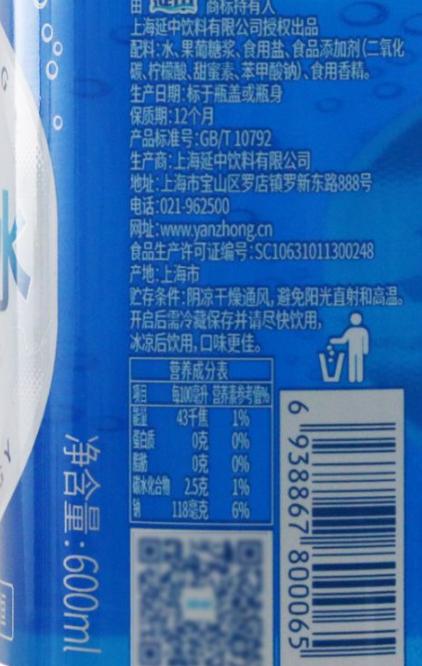 由 延中 商标持有人
上海延中饮料有限公司授权出品
配料:水、果葡糖浆、食用盐、食品添加剂(二氧化
碳、柠檬酸、甜蜜素、苯甲酸钠)、食用香精。
生产日期:标于瓶盖或瓶身
保质期:12个月
产品标准号:GB/T 10792
生产商:上海延中饮料有限公司
地址:上海市宝山区罗店镇罗新东路888号
电话:021-962500
网址:www.yanzhong.cn
食品生产许可证编号:SC10631011300248
产地:上海市
贮存条件:阴凉干燥通风,避免阳光直射和高温。
开启后需冷藏保存并请尽快饮用,
冰凉后饮用,口味更佳。
营养成分表
项目 每100毫升 营养素参考值%
能量 43千焦 1%
蛋白质 0克 0%
脂肪 0克 0%
碳水化合物 2.5克 1%
钠 118毫克 6%
6 938867 800065
净含量:600ml
水